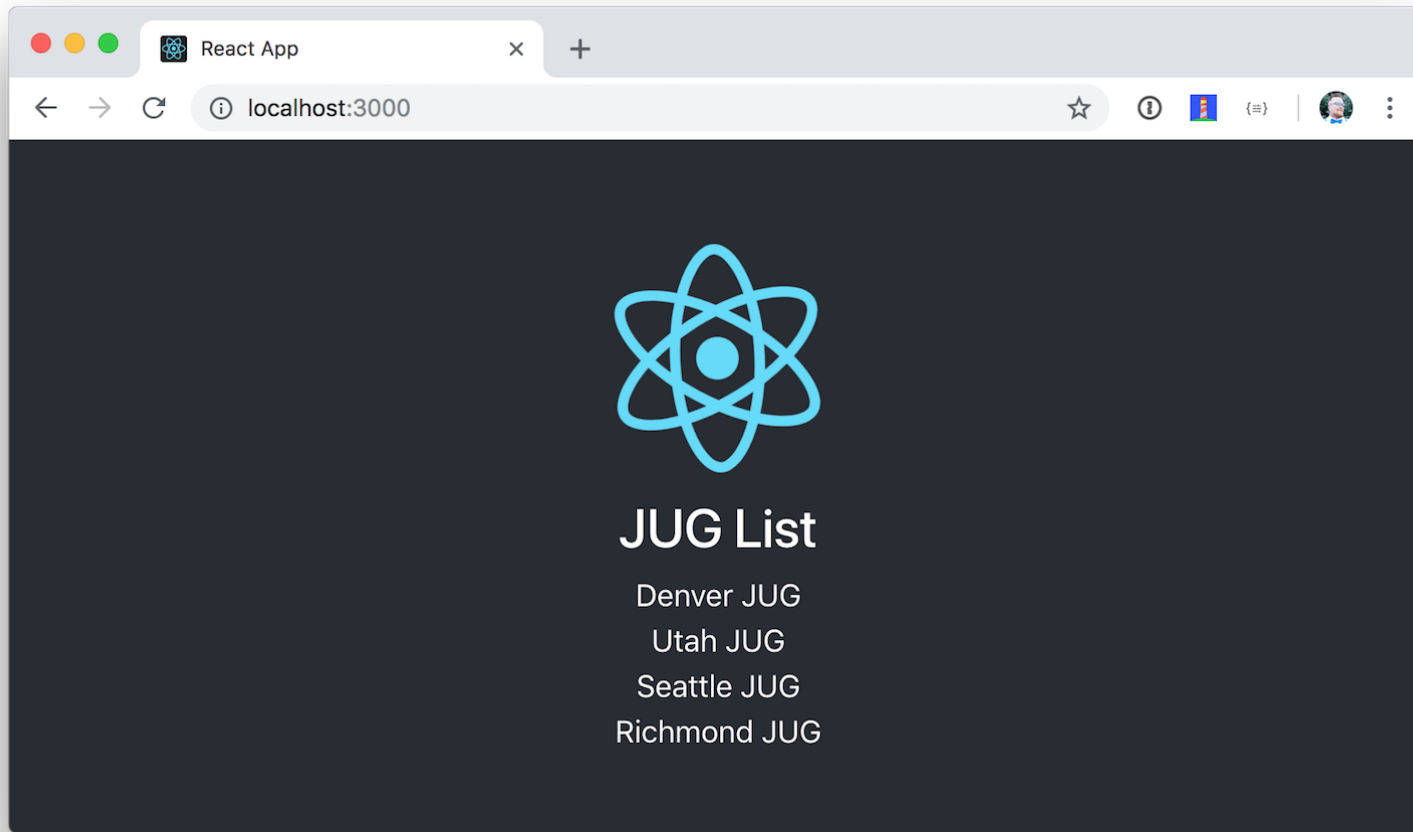 React App
localhost:3000
JUG List
Denver JUG
Utah JUG
Seattle JUG
Richmond JUG